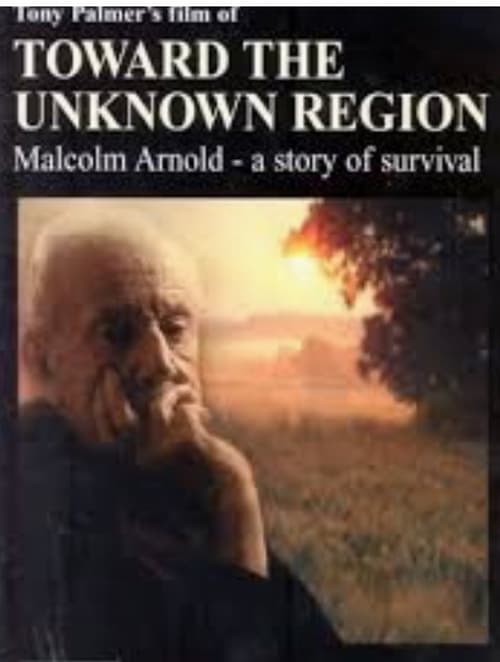 Tony Palmer's film of
TOWARD THE
UNKNOWN REGION
Malcolm Arnold - a story of survival